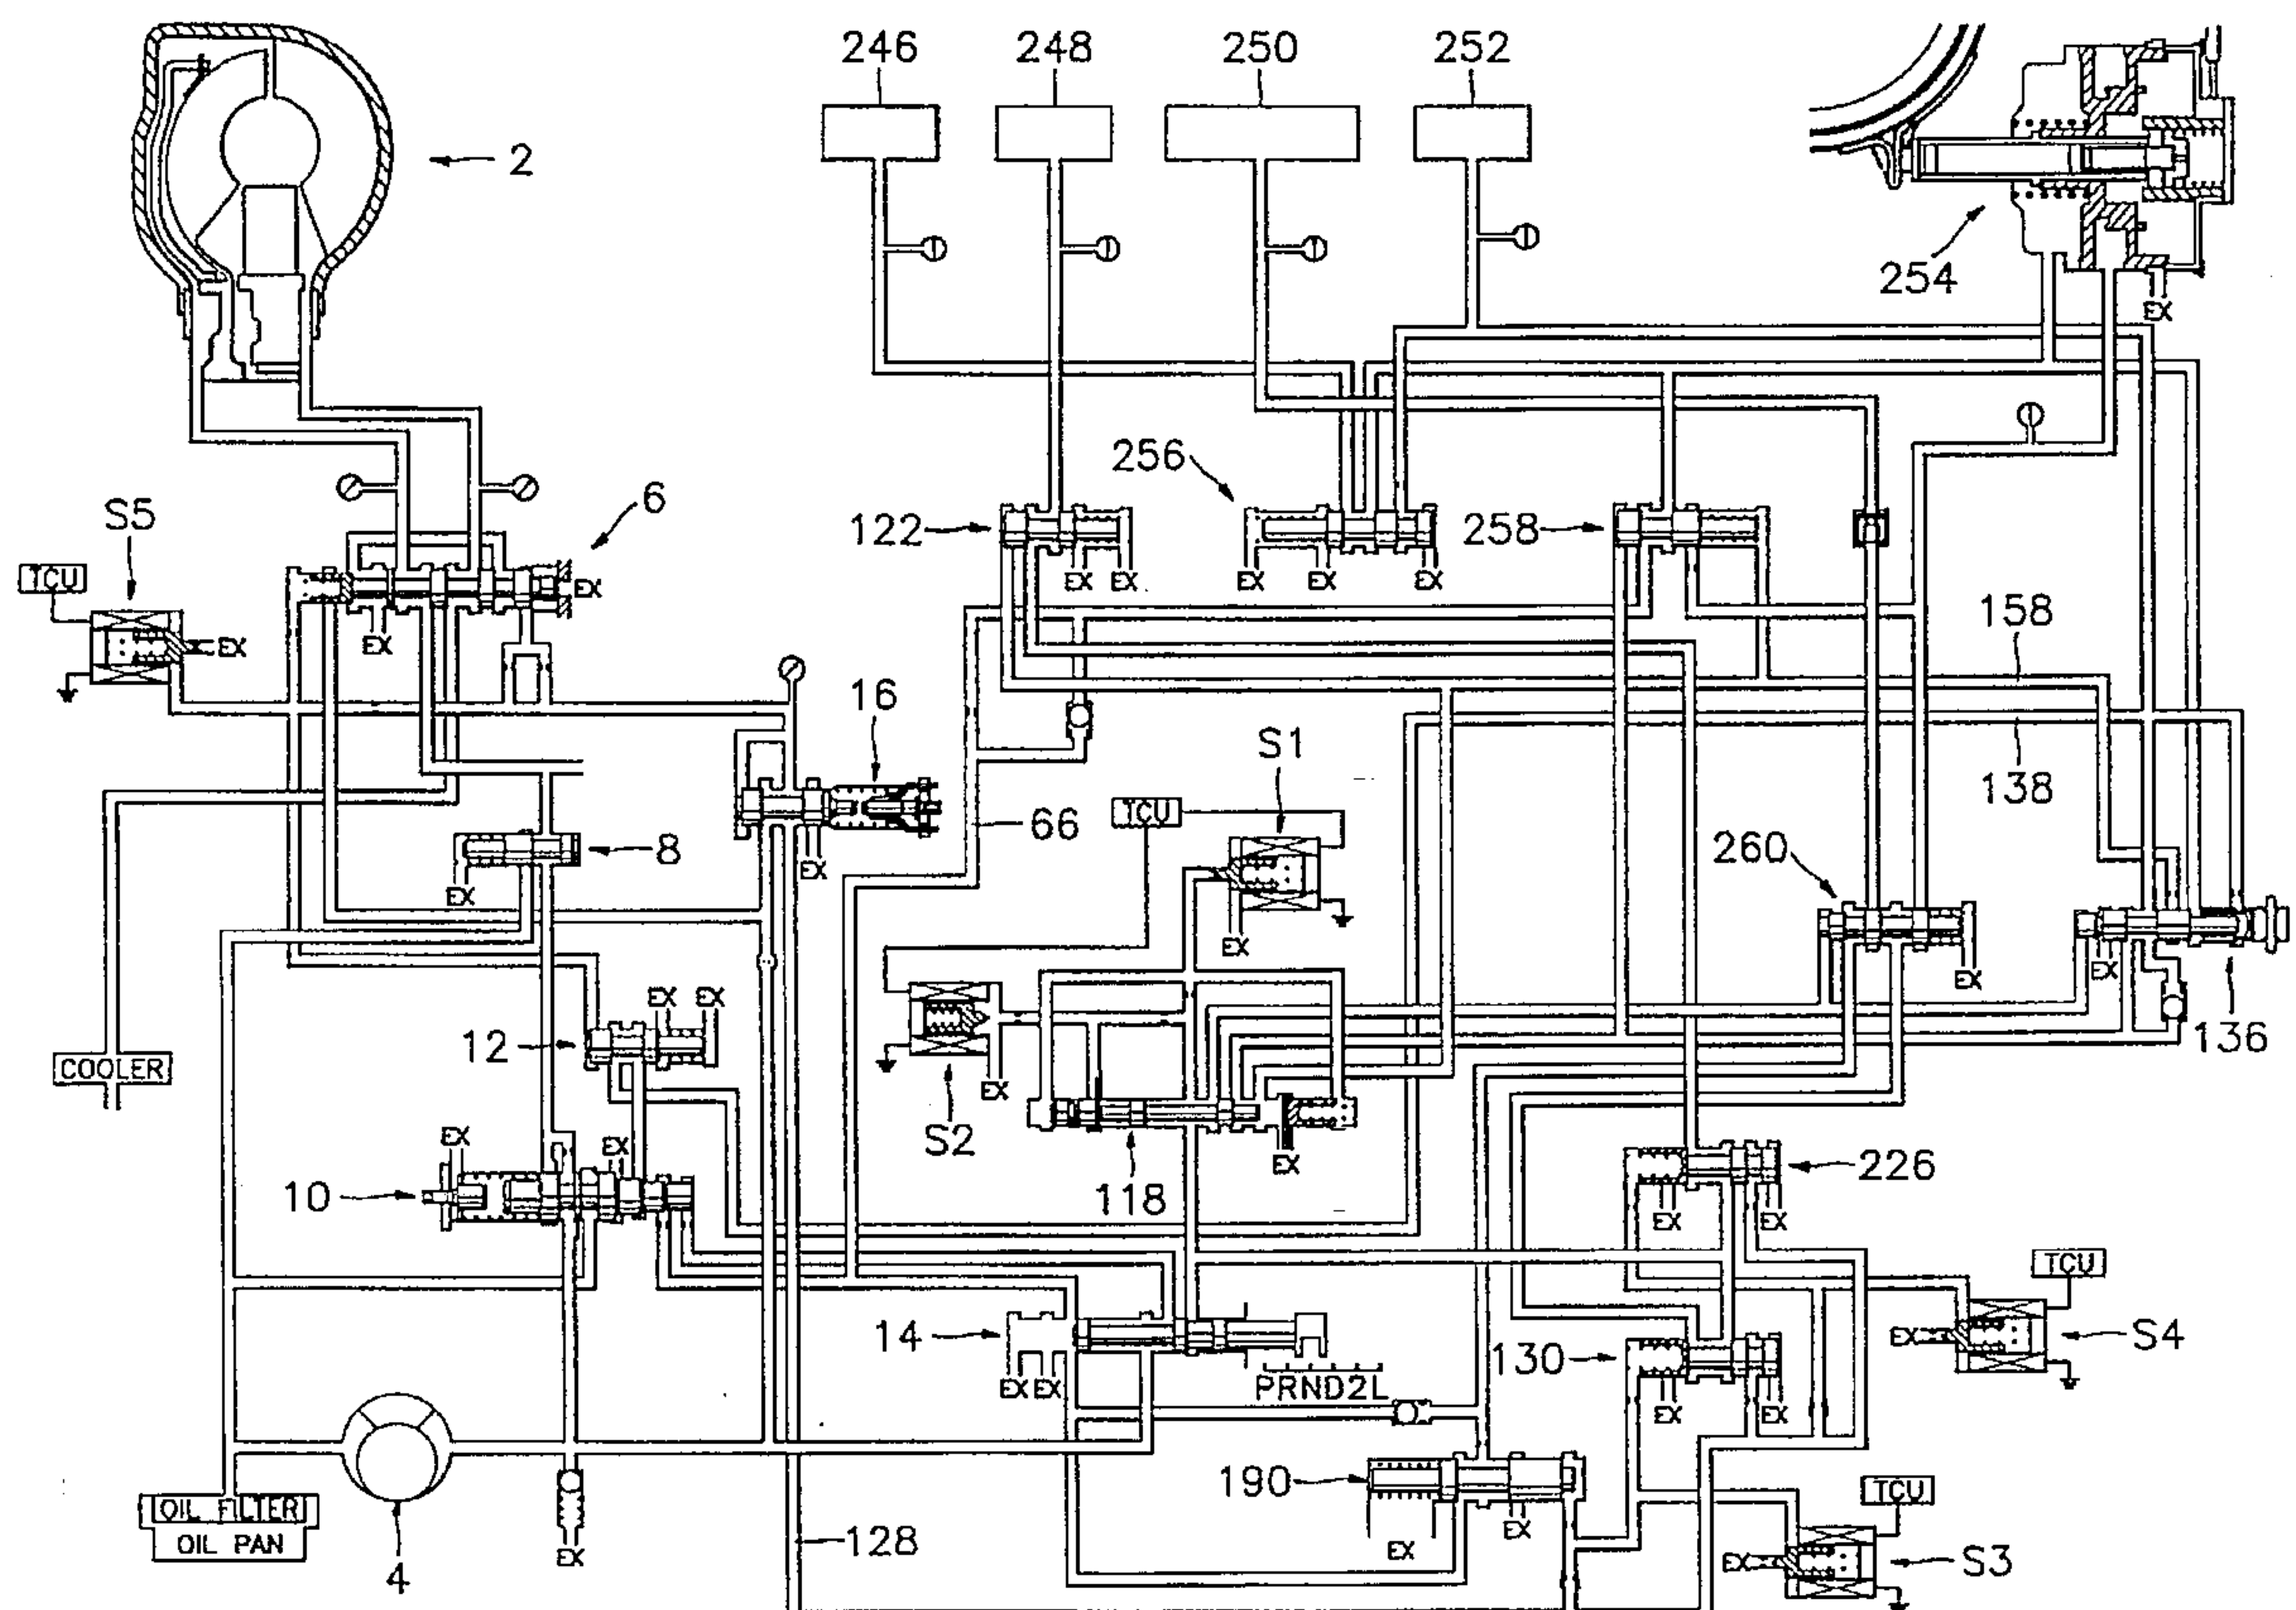 246 248 250 252
2
254
EX
256
6
S5
122
258
TCU
EX EX EX EX EX EX
EX EX
158
16
S1
138
TCU
66
8
260
EX
EX
EX
EX EX EX EX
12
136
COOLER
EX
S2
EX EX
226
10
118
EX
EX EX
TCU
14
S4
EX
130
EX EX
PRND2L
EX EX
190
TCU
OIL FILTER
EX
OIL PAN
128
EX
EX
EX
S3
4